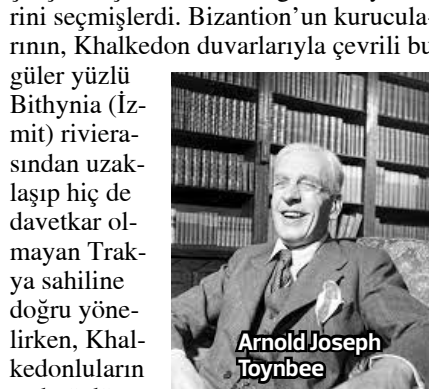 rini seçmişlerdi. Bizantion’un kurucula-
rının, Khalkedon duvarlarıyla çevrili bu
güler yüzlü
Bithynia (İz-
mit) riviera-
sından uzak-
laşıp hiç de
davetkar ol-
mayan Trak-
ya sahiline
doğru yöne-
lirken, Khal-
kedonluların
Arnold Joseph
Toynbee